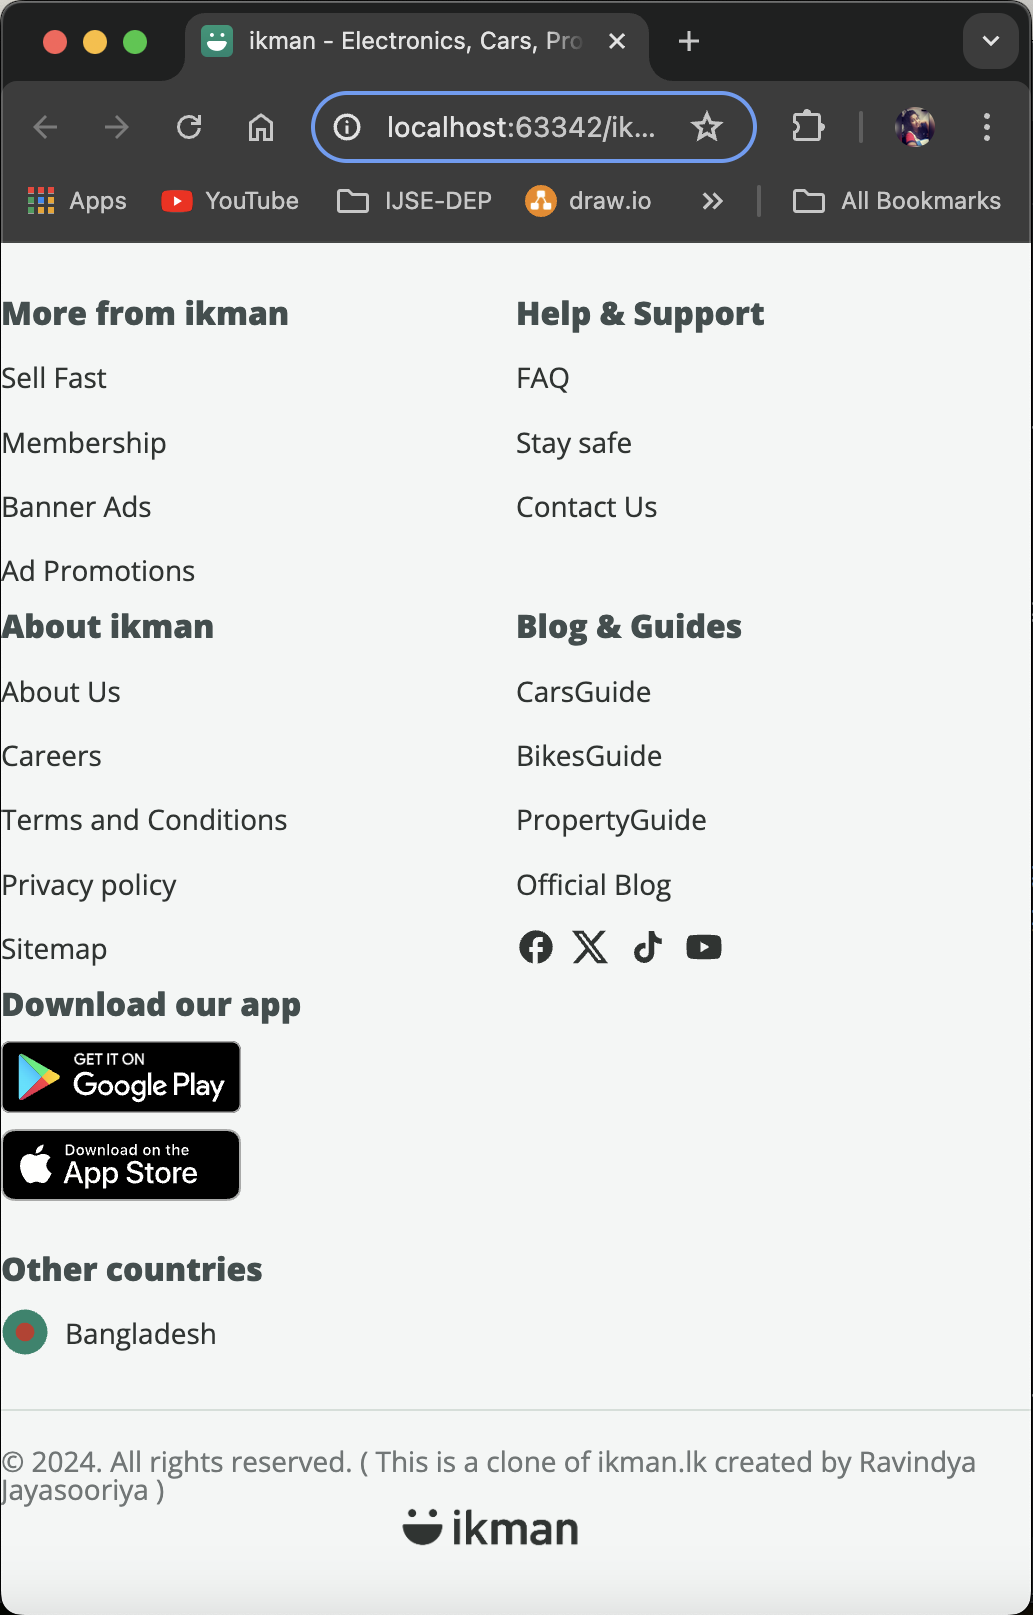 ikman - Electronics, Cars, Pro
localhost:63342/ik...
Apps
YouTube
IJSE-DEP
draw.io
All Bookmarks
More from ikman
Sell Fast
Membership
Banner Ads
Ad Promotions
Help & Support
FAQ
Stay safe
Contact Us
About ikman
About Us
Careers
Terms and Conditions
Privacy policy
Sitemap
Blog & Guides
CarsGuide
BikesGuide
PropertyGuide
Official Blog
Download our app
GET IT ON
Google Play
Download on the
App Store
Other countries
Bangladesh
© 2024. All rights reserved. ( This is a clone of ikman.lk created by Ravindya
Jayasooriya )
ikman